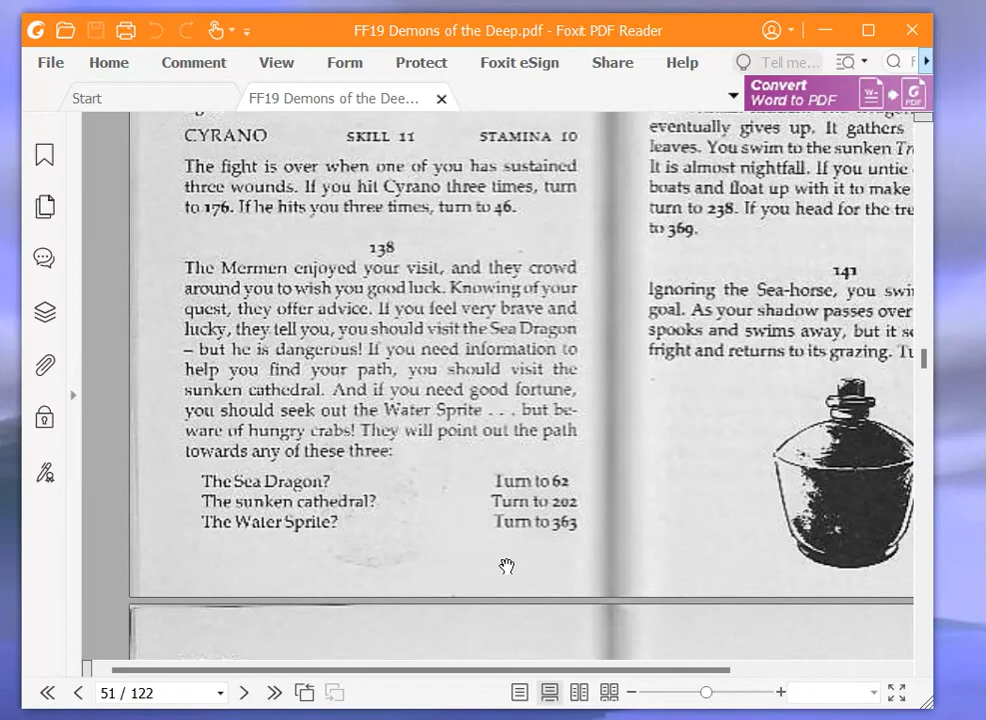 FF19 Demons of the Deep.pdf - Foxit PDF Reader
File Home Comment View Form Protect Foxit eSign Share Help Tell me...
Start FF19 Demons of the Dee...
Convert
Word to PDF
CYRANO SKILL 11 STAMINA 10
The fight is over when one of you has sustained
three wounds. If you hit Cyrano three times, turn
to 176. If he hits you three times, turn to 46.
138
The Mermen enjoyed your visit, and they crowd
around you to wish you good luck. Knowing of your
quest, they offer advice. If you feel very brave and
lucky, they tell you, you should visit the Sea Dragon
– but he is dangerous! If you need information to
help you find your path, you should visit the
sunken cathedral. And if you need good fortune,
you should seek out the Water Sprite . . . but be-
ware of hungry crabs! They will point out the path
towards any of these three:
The Sea Dragon? Turn to 62
The sunken cathedral? Turn to 202
The Water Sprite? Turn to 363
eventually gives up. It gathers
leaves. You swim to the sunken
It is almost nightfall. If you untie
boats and float up with it to make
turn to 238. If you head for the
to 369.
141
Ignoring the Sea-horse, you
goal. As your shadow passes over
spooks and swims away, but it
fright and returns to its grazing.
51 / 122